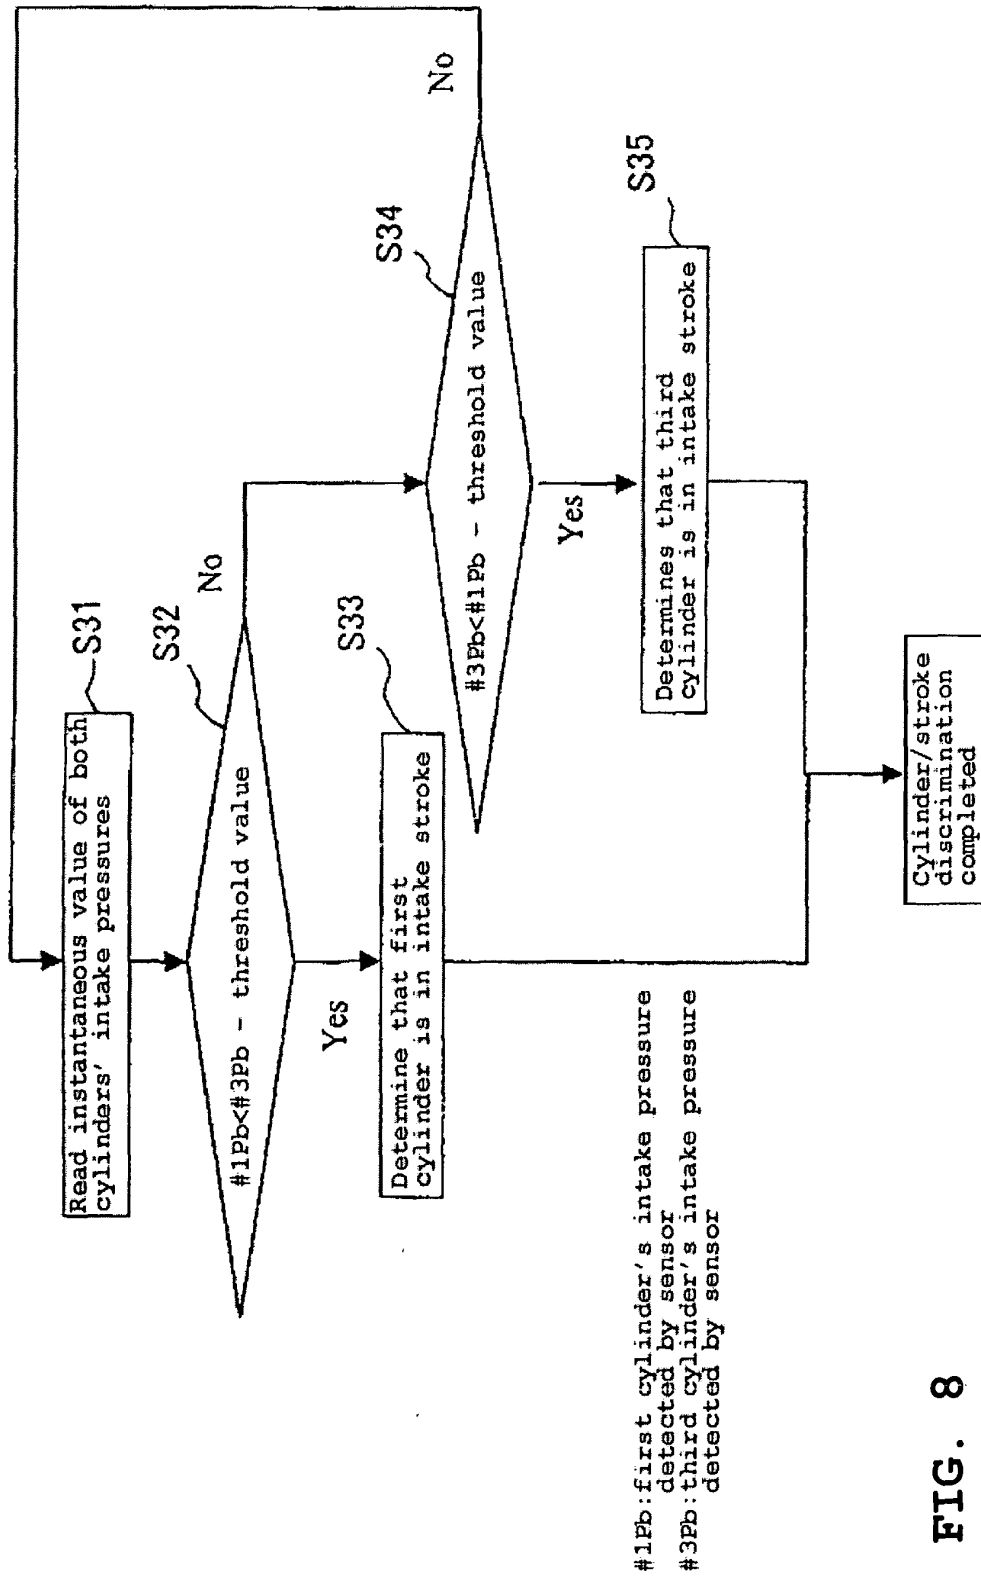 S31
Read instantaneous value of both
cylinders' intake pressures
S32
#1Pb<#3Pb - threshold value
No
Yes
S33
Determine that first
cylinder is in intake stroke
S34
#3Pb<#1Pb - threshold value
No
Yes
S35
Determines that third
cylinder is in intake stroke
Cylinder/stroke
discrimination
completed
#1Pb:first cylinder's intake pressure
detected by sensor
#3Pb:third cylinder's intake pressure
detected by sensor
FIG. 8